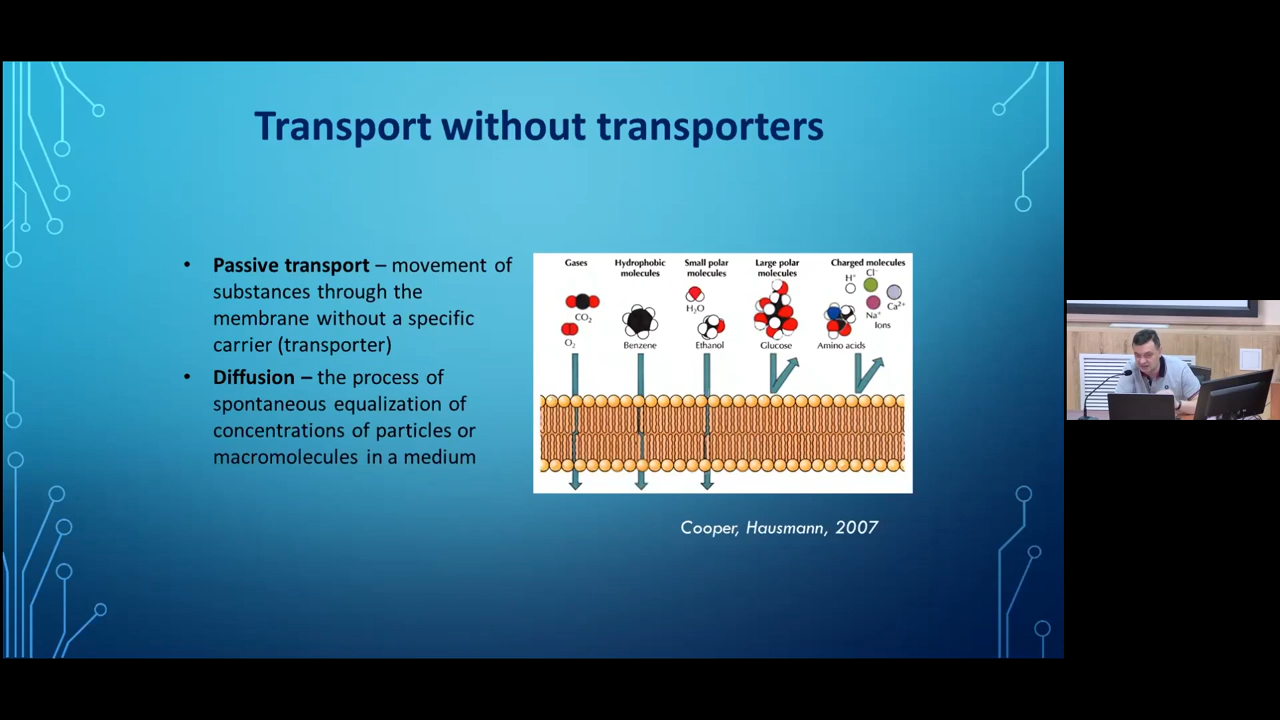 Transport without transporters
• Passive transport – movement of
substances through the
membrane without a specific
carrier (transporter)
• Diffusion – the process of
spontaneous equalization of
concentrations of particles or
macromolecules in a medium
Gases
CO2
O2
Hydrophobic
molecules
Benzene
Small polar
molecules
H2O
Ethanol
Large polar
molecules
Glucose
Charged molecules
H+
Cl-
Ca2+
Na+
Ions
Amino acids
Cooper, Hausmann, 2007